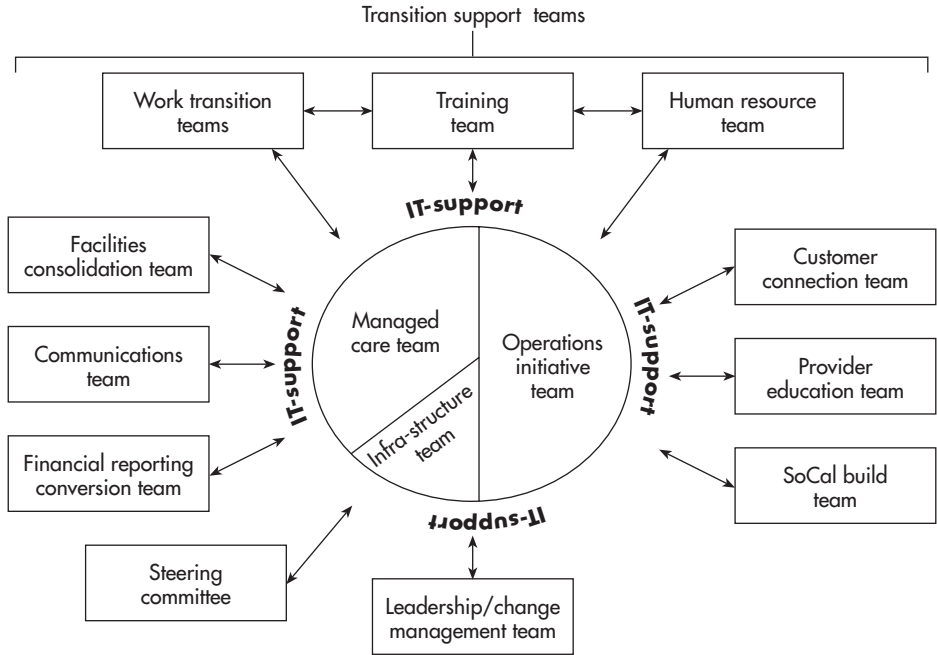 Transition support teams
Work transition
teams
Training
team
Human resource
team
IT-support
Facilities
consolidation team
Customer
connection team
IT-support
Managed
care team
Operations
initiative
team
IT-support
Communications
team
Provider
education team
Infra-structure
team
Financial reporting
conversion team
SoCal build
team
IT-support
Steering
committee
Leadership/change
management team